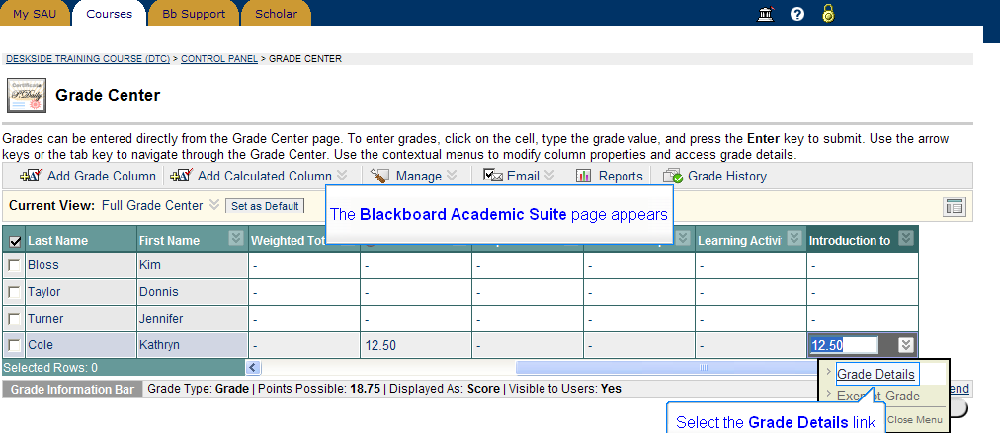 My SAU Courses Bb Support Scholar
DESKSIDE TRAINING COURSE (DTC) > CONTROL PANEL > GRADE CENTER
Grade Center
Grades can be entered directly from the Grade Center page. To enter grades, click on the cell, type the grade value, and press the Enter key to submit. Use the arrow
keys or the tab key to navigate through the Grade Center. Use the contextual menus to modify column properties and access grade details.
Add Grade Column Add Calculated Column Manage Email Reports Grade History
Current View: Full Grade Center Set as Default
The Blackboard Academic Suite page appears
Last Name First Name Weighted Tot Learning Activi Introduction to
Bloss Kim - - - - - -
Taylor Donnis - - - - - -
Turner Jennifer - - - - - -
Cole Kathryn - 12.50 - - - 12.50
Selected Rows: 0
Grade Information Bar Grade Type: Grade | Points Possible: 18.75 | Displayed As: Score | Visible to Users: Yes
Grade Details
Grade
Close Menu
Select the Grade Details link